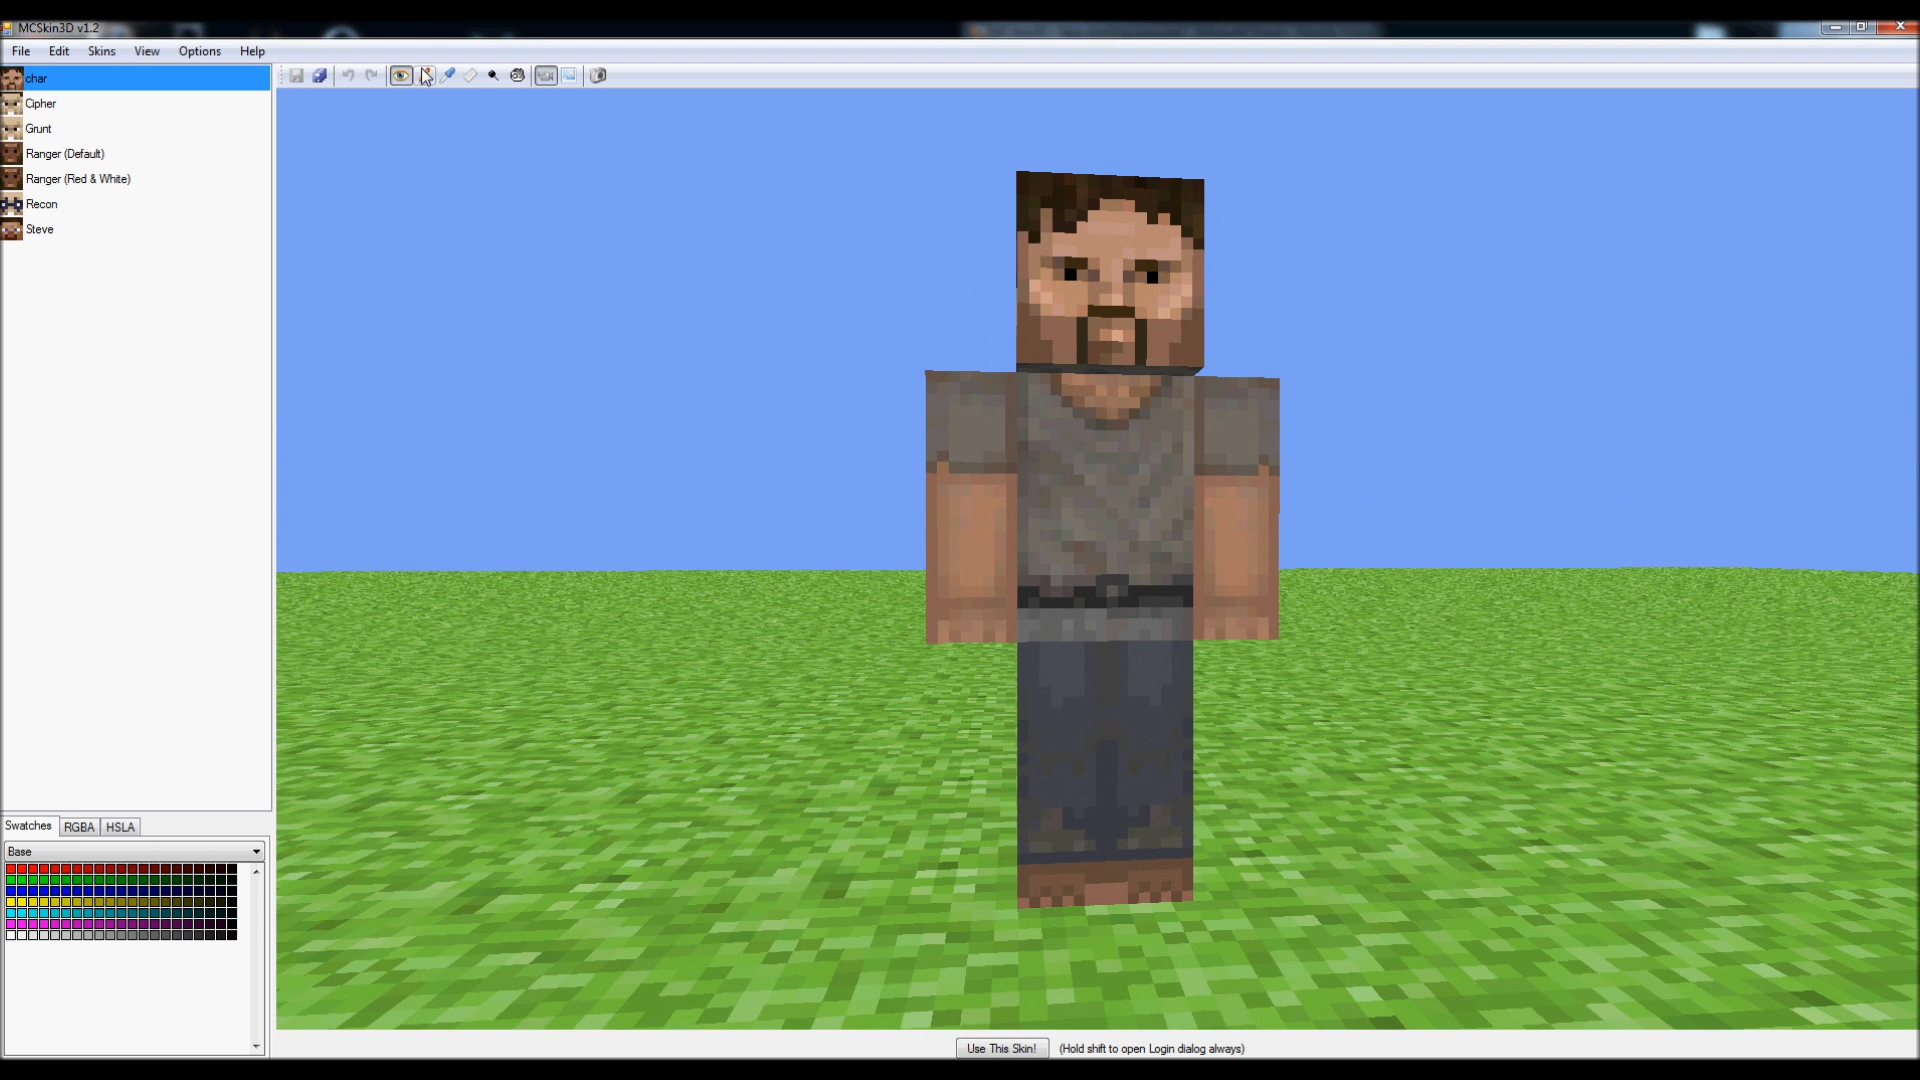 MCSkin3D v1.2
File Edit Skins View Options Help
char
Cipher
Grunt
Ranger (Default)
Ranger (Red & White)
Recon
Steve
Swatches RGBA HSLA
Base
Use This Skin! (Hold shift to open Login dialog always)